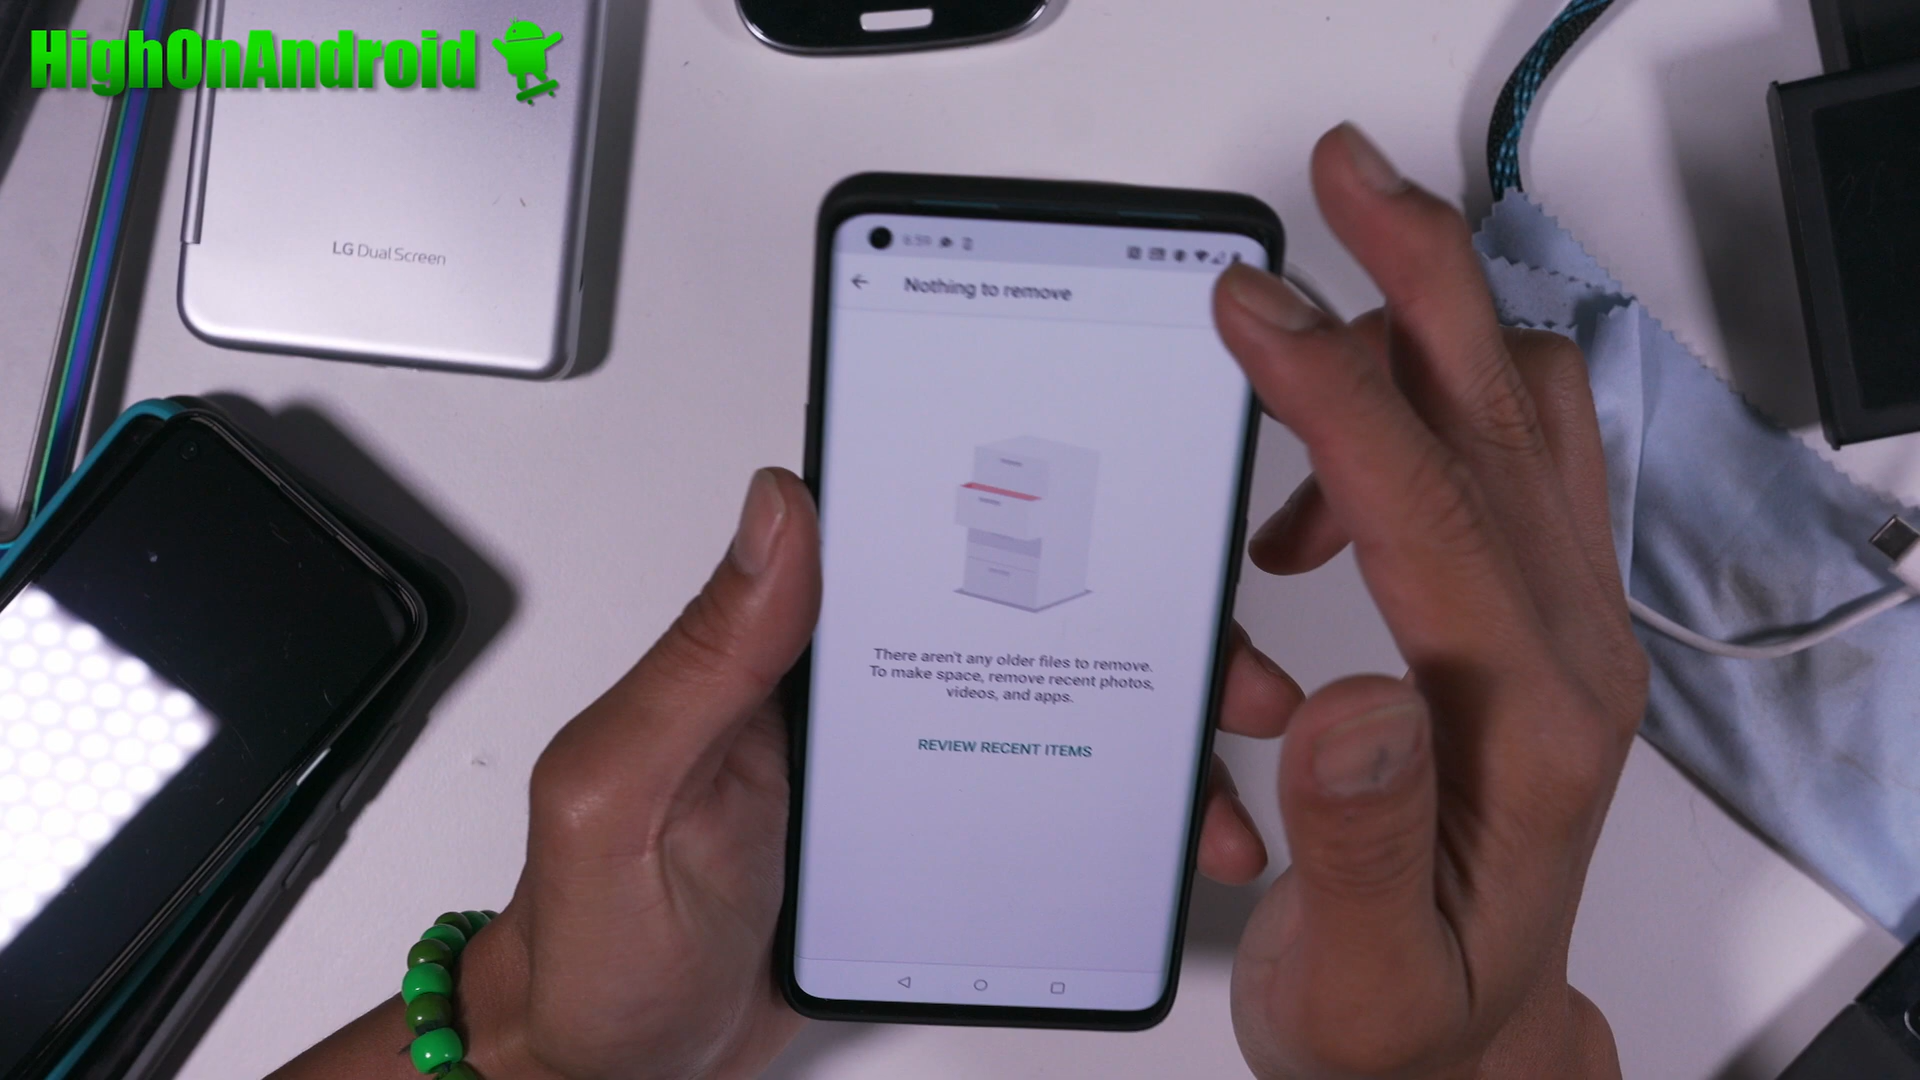 HighOnAndroid
LG Dual Screen
Nothing to remove
There aren't any older files to remove.
To make space, remove recent photos,
videos, and apps.
REVIEW RECENT ITEMS